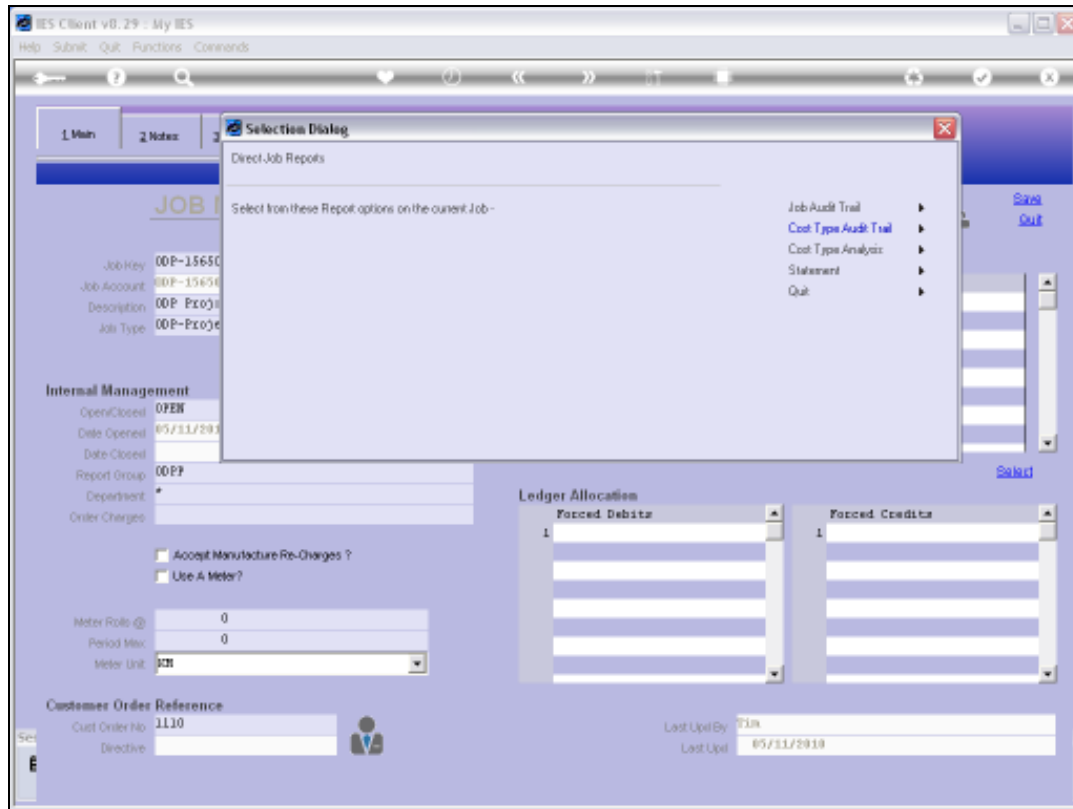 IES Client v8.29 : My IES
Help Submit Quit Functions Commands
1 Main 2 Notes 3
Selection Dialog
Direct Job Reports
Select from these Report options on the current Job -
Job Audit Trail
Cost Type Audit Trail
Cost Type Analysis
Statement
Quit
JOB
Save
Quit
Job Key ODP-15650
Job Account ODP-15650
Description ODP
Job Type ODP-Proje
Internal Management
Open/Closed OPEN
Date Opened 05/11/201
Date Closed
Report Group ODPP
Department *
Order Charges
Select
Ledger Allocation
Forced Debits
1
Forced Credits
1
Accept Manufacture Re-Charges ?
Use A Meter?
Meter Rolls @ 0
Period Max 0
Meter Unit KM
Customer Order Reference
Cust Order No 1110
Directive
Last Upd By Tim
Last Upd 05/11/2010